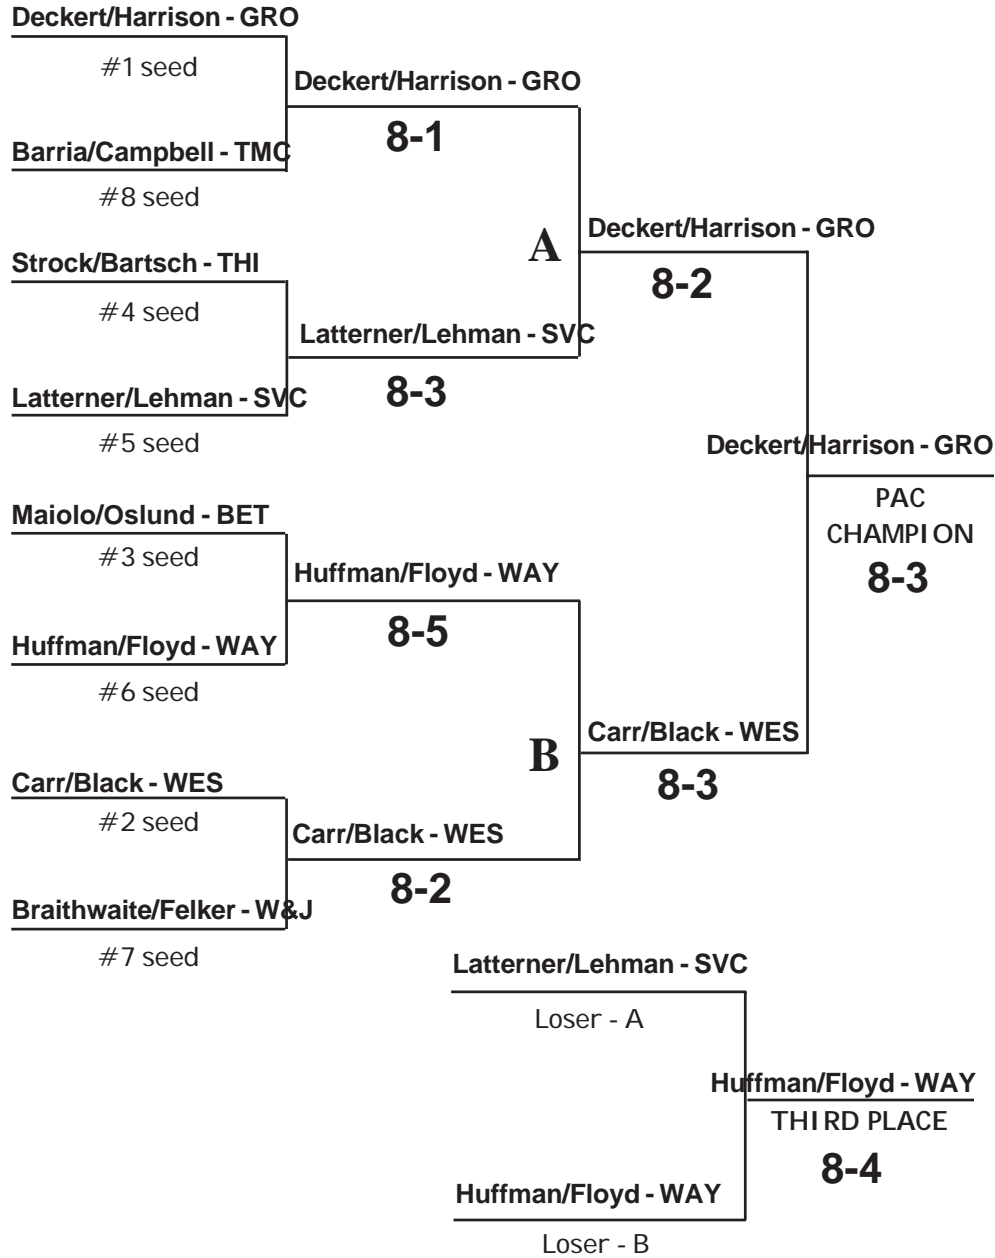 Deckert/Harrison - GRO
#1 seed
Deckert/Harrison - GRO
8-1
Barria/Campbell - TMC
#8 seed
A
Deckert/Harrison - GRO
8-2
Strock/Bartsch - THI
#4 seed
Latterner/Lehman - SVC
8-3
Latterner/Lehman - SVC
#5 seed
Deckert/Harrison - GRO
PAC
CHAMPION
8-3
Maiolo/Oslund - BET
#3 seed
Huffman/Floyd - WAY
8-5
Huffman/Floyd - WAY
#6 seed
B
Carr/Black - WES
8-3
Carr/Black - WES
#2 seed
Carr/Black - WES
8-2
Braithwaite/Felker - W&J
#7 seed
Latterner/Lehman - SVC
Loser - A
Huffman/Floyd - WAY
THIRD PLACE
8-4
Huffman/Floyd - WAY
Loser - B